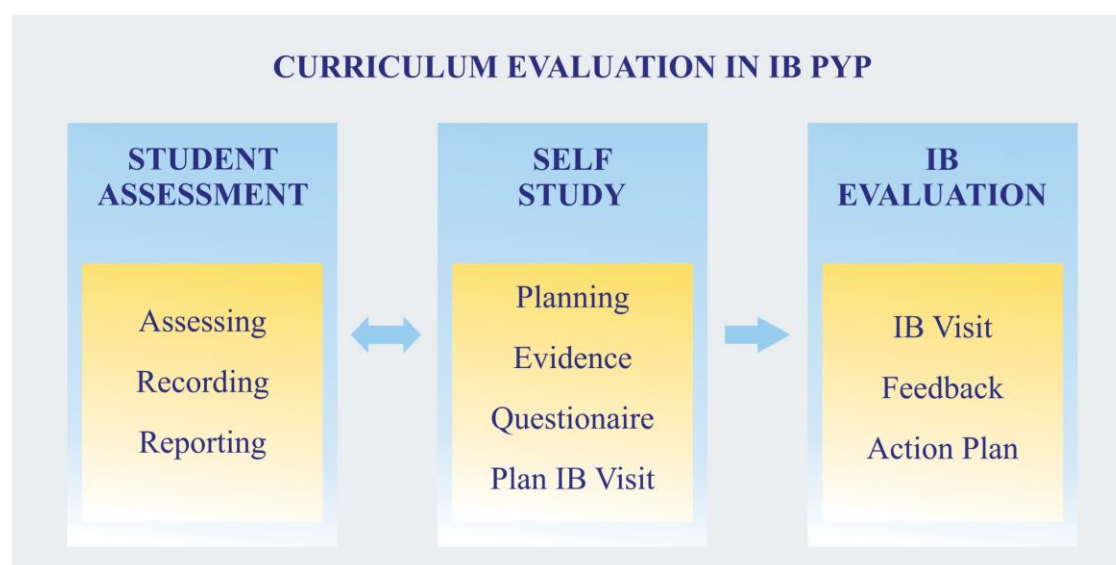 CURRICULUM EVALUATION IN IB PYP
STUDENT
ASSESSMENT
Assessing
Recording
Reporting
SELF
STUDY
Planning
Evidence
Questionaire
Plan IB Visit
IB
EVALUATION
IB Visit
Feedback
Action Plan